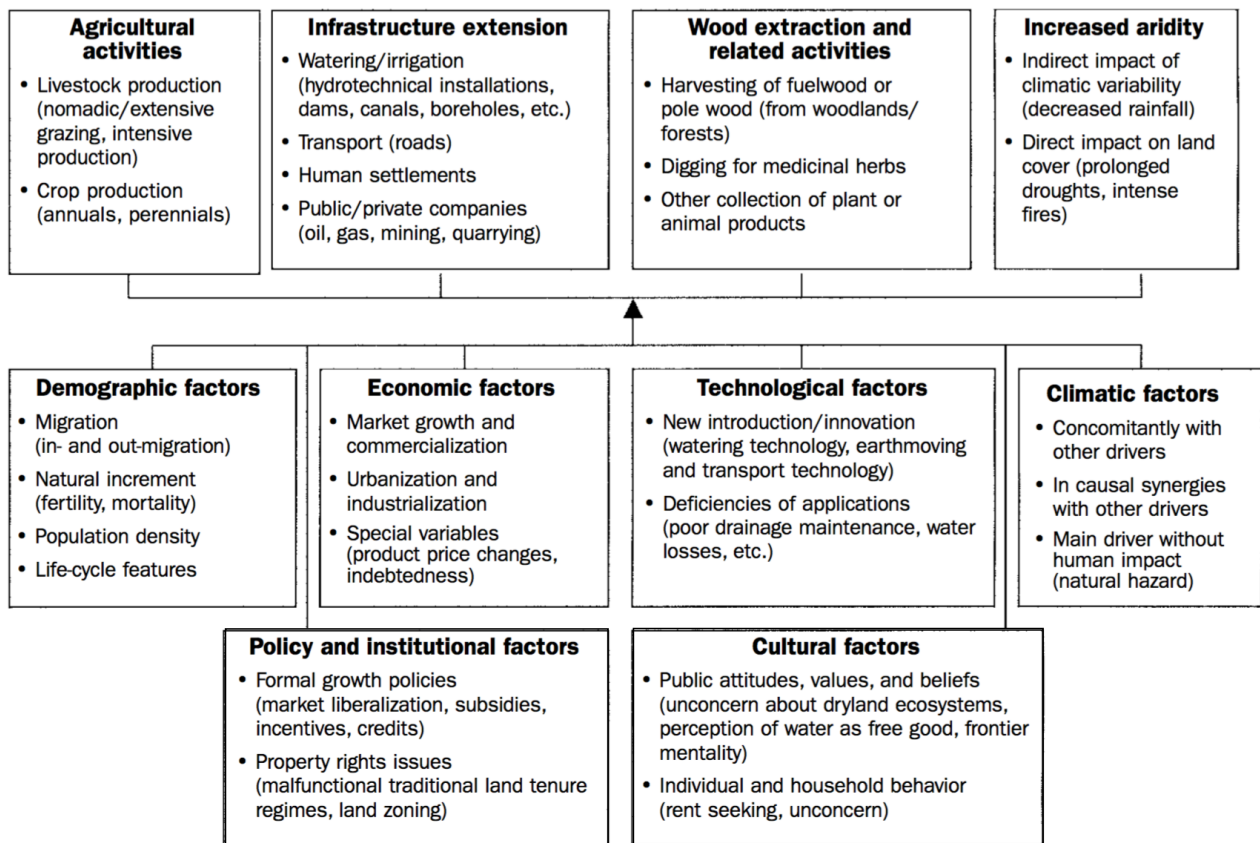 Agricultural
activities
• Livestock production
(nomadic/extensive
grazing, intensive
production)
• Crop production
(annuals, perennials)
Infrastructure extension
• Watering/irrigation
(hydrotechnical installations,
dams, canals, boreholes, etc.)
• Transport (roads)
• Human settlements
• Public/private companies
(oil, gas, mining, quarrying)
Wood extraction and
related activities
• Harvesting of fuelwood or
pole wood (from woodlands/
forests)
• Digging for medicinal herbs
• Other collection of plant or
animal products
Increased aridity
• Indirect impact of
climatic variability
(decreased rainfall)
• Direct impact on land
cover (prolonged
droughts, intense
fires)
Demographic factors
• Migration
(in- and out-migration)
• Natural increment
(fertility, mortality)
• Population density
• Life-cycle features
Economic factors
• Market growth and
commercialization
• Urbanization and
industrialization
• Special variables
(product price changes,
indebtedness)
Technological factors
• New introduction/innovation
(watering technology, earthmoving
and transport technology)
• Deficiencies of applications
(poor drainage maintenance, water
losses, etc.)
Climatic factors
• Concomitantly with
other drivers
• In causal synergies
with other drivers
• Main driver without
human impact
(natural hazard)
Policy and institutional factors
• Formal growth policies
(market liberalization, subsidies,
incentives, credits)
• Property rights issues
(malfunctional traditional land tenure
regimes, land zoning)
Cultural factors
• Public attitudes, values, and beliefs
(unconcern about dryland ecosystems,
perception of water as free good, frontier
mentality)
• Individual and household behavior
(rent seeking, unconcern)